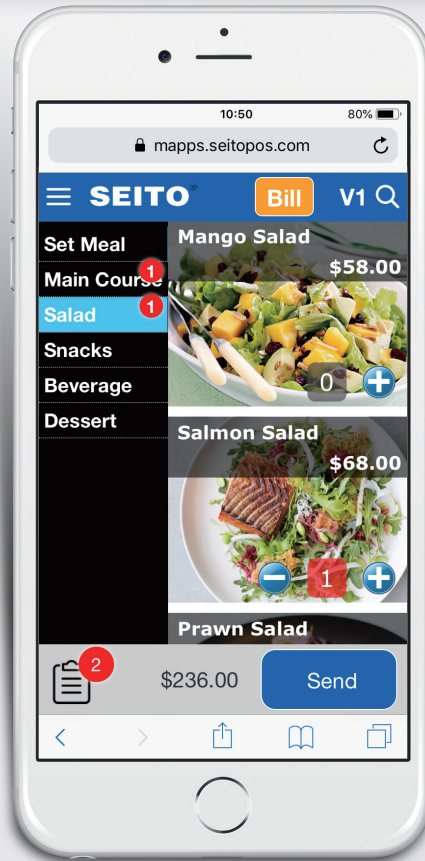 10:50
80%
mapps.seitopos.com
SEITO®
Bill
V1
Set Meal
Main Course
1
Salad
1
Snacks
Beverage
Dessert
Mango Salad
$58.00
0
Salmon Salad
$68.00
1
Prawn Salad
2
$236.00
Send